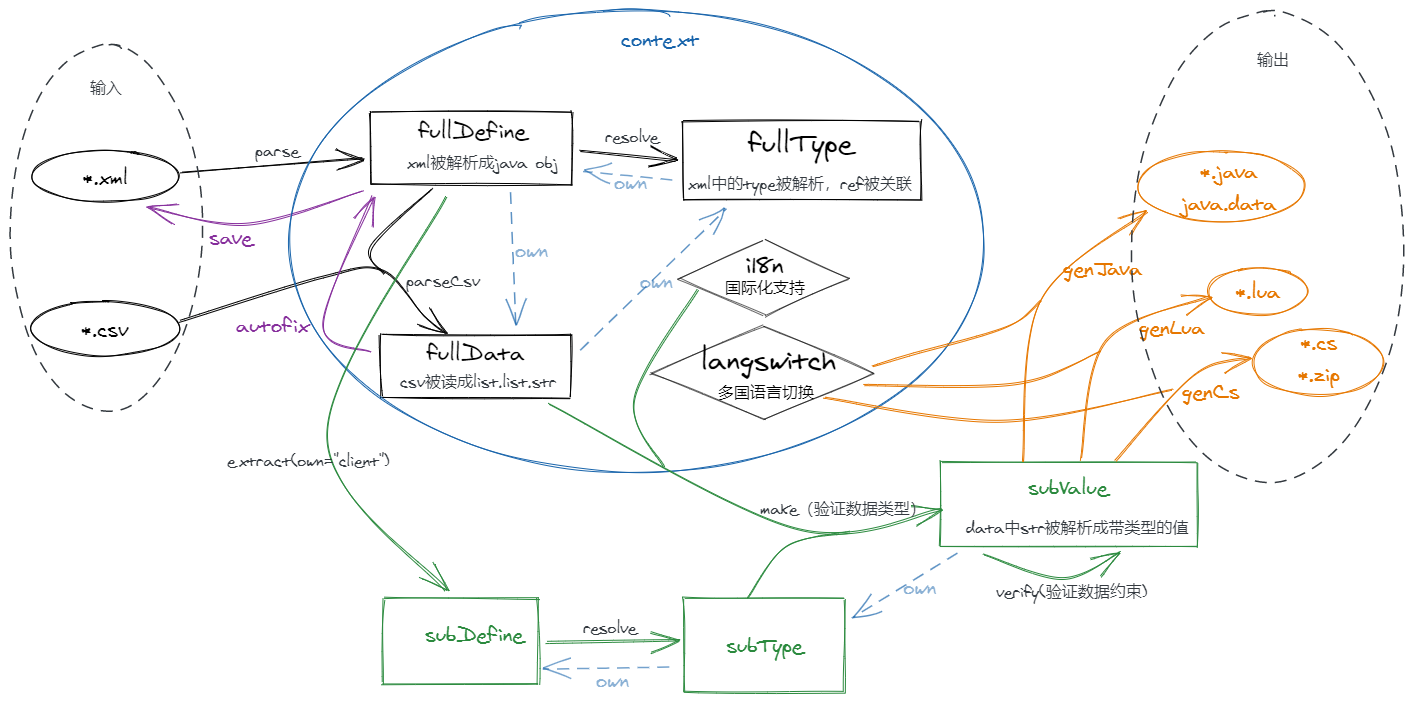 context
输入
输出
*.xml
parse
fullDefine
xml被解析成java obj
resolve
own
fullType
xml中的type被解析，ref被关联
*.java
java.data
save
own
own
i18n
国际化支持
genJava
*.csv
parseCsv
autofix
*.lua
genLua
fullData
csv被读成list.list.str
langswitch
多国语言切换
*.cs
*.zip
genCs
extract(own="client")
subValue
data中str被解析成带类型的值
make（验证数据类型）
verify(验证数据约束)
own
subDefine
resolve
own
subType